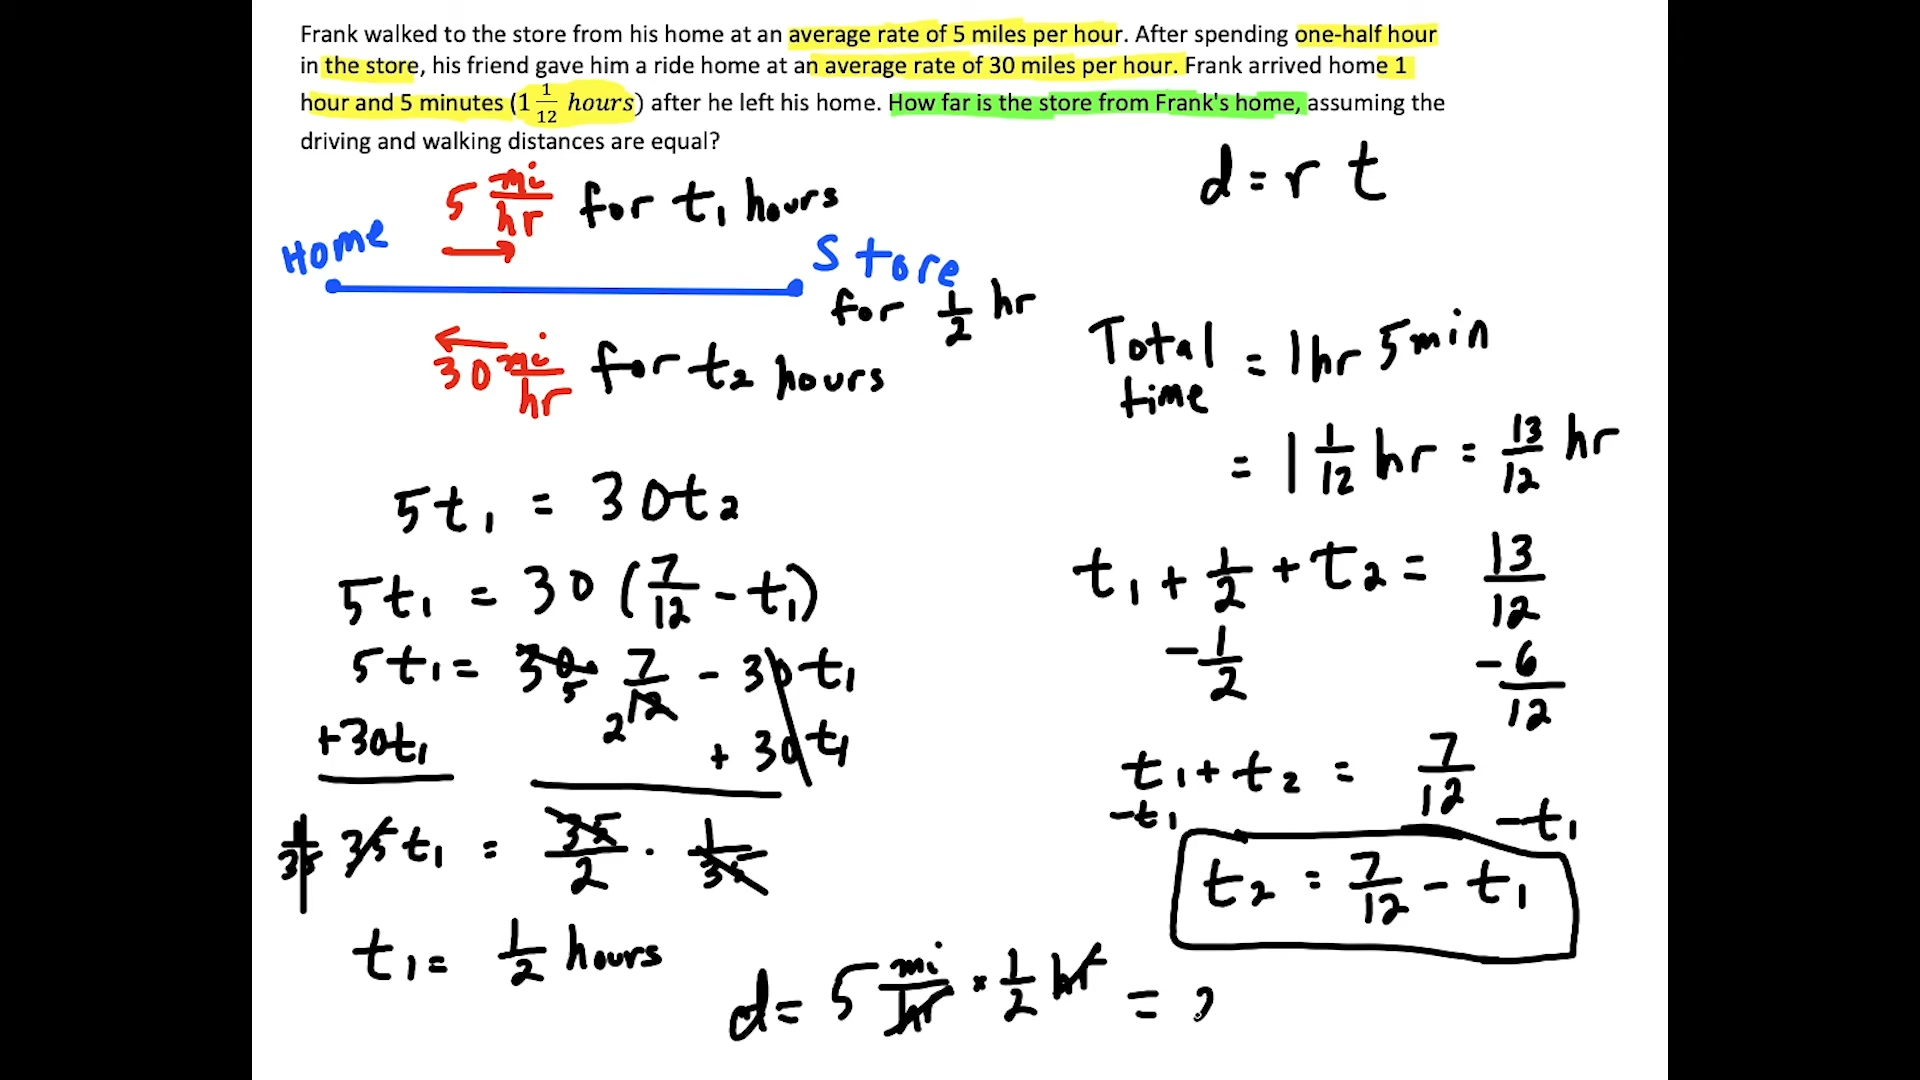 Frank walked to the store from his home at an average rate of 5 miles per hour. After spending one-half hour
in the store, his friend gave him a ride home at an average rate of 30 miles per hour. Frank arrived home 1
hour and 5 minutes (1 1/12 hours) after he left his home. How far is the store from Frank's home, assuming the
driving and walking distances are equal?
d = r t
5 mi/hr for t₁ hours
Home
Store
for 1/2 hr
30 mi/hr for t₂ hours
Total time = 1hr 5min
= 1 1/12 hr = 13/12 hr
5t₁ = 30t₂
5t₁ = 30 (7/12 - t₁)
5t₁ = 30 5 7/12 2 - 30t₁
+30t₁ + 30t₁
1/35 35t₁ = 35/2 · 1/35
t₁ = 1/2 hours
t₁ + 1/2 + t₂ = 13/12
- 1/2 - 6/12
t₁ + t₂ = 7/12
-t₁ -t₁
t₂ = 7/12 - t₁
d = 5 mi/hr × 1/2 hr =